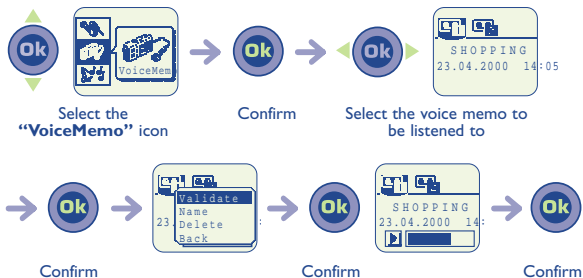 Ok
VoiceMem
Ok
Ok
SHOPPING
23.04.2000 14:05
Select the
“VoiceMemo” icon
Confirm
Select the voice memo to
be listened to
Ok
Validate
Name
Delete
Back
23. :
Ok
SHOPPING
23.04.2000 14:
Ok
Confirm
Confirm
Confirm